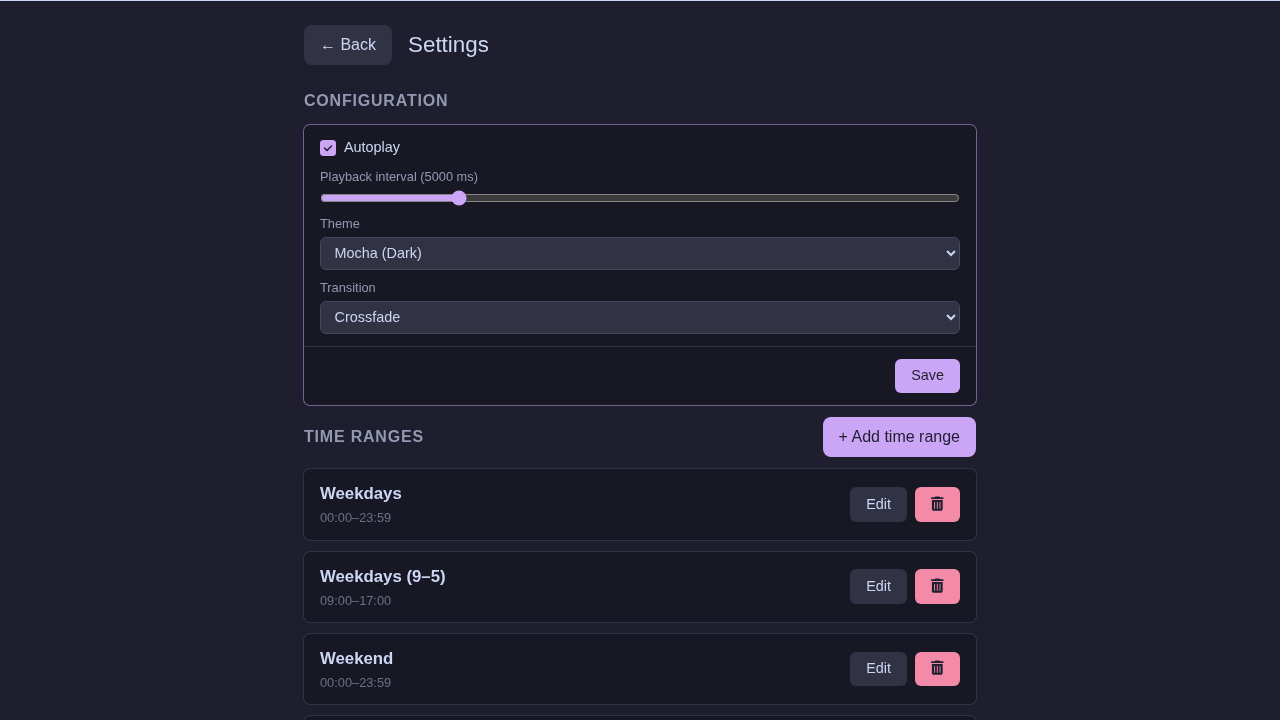 ← Back
Settings
CONFIGURATION
Autoplay
Playback interval (5000 ms)
Theme
Mocha (Dark)
Transition
Crossfade
Save
TIME RANGES
+ Add time range
Weekdays
00:00–23:59
Edit
Weekdays (9–5)
09:00–17:00
Edit
Weekend
00:00–23:59
Edit